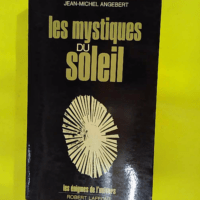 JEAN-MICHEL ANGEBERT
les mystiques
DU
soleil
les énigmes de l'univers
ROBERT LAFFONT